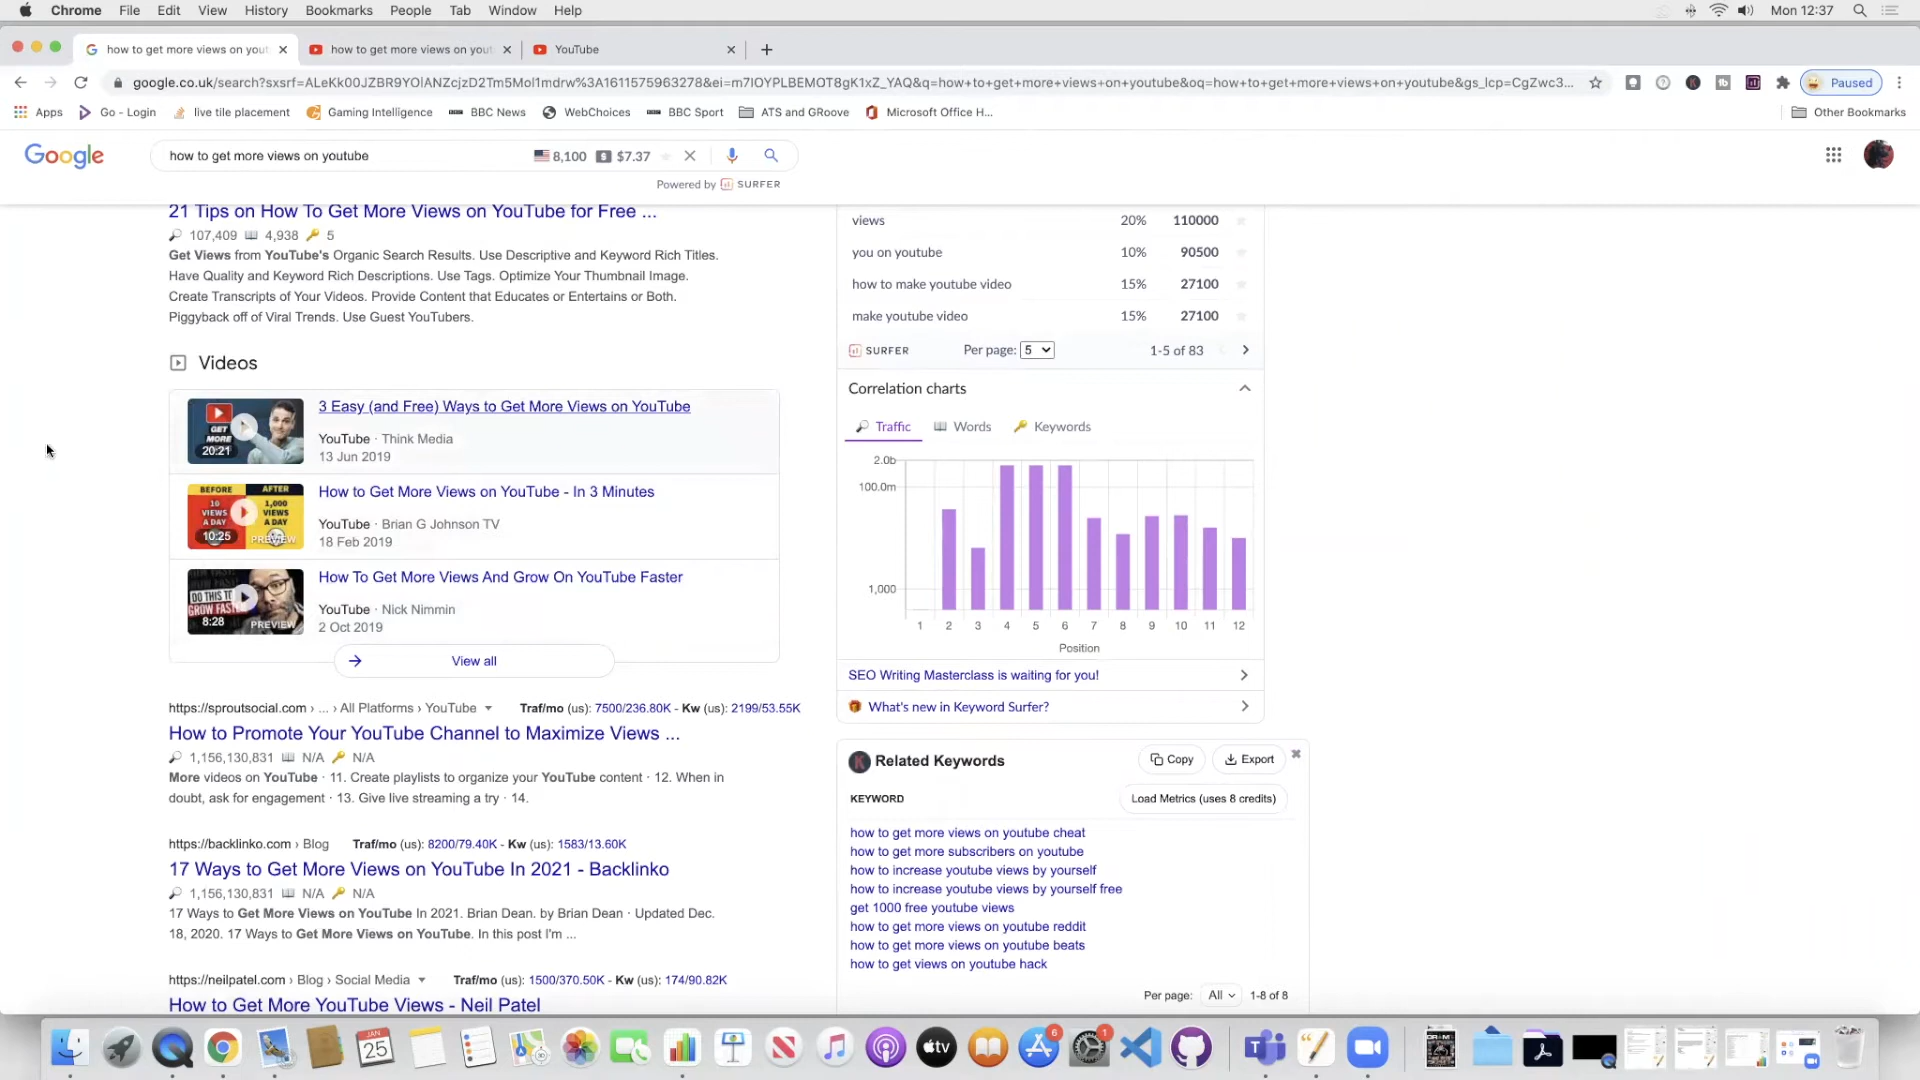 Chrome File Edit View History Bookmarks People Tab Window Help Mon 12:37
how to get more views on yout how to get more views on yout YouTube
google.co.uk/search?sxsrf=ALeKk00JZBR9YOlANZcjzD2Tm5Mol1mdrw%3A1611575963278&ei=m7IOYPLBEMOT8gK1xZ_YAQ&q=how+to+get+more+views+on+youtube&oq=how+to+get+more+views+on+youtube&gs_lcp=CgZwc3... Paused
Apps Go - Login live tile placement Gaming Intelligence BBC News WebChoices BBC Sport ATS and GRoove Microsoft Office H... Other Bookmarks
Google how to get more views on youtube 8,100 $ $7.37
Powered by SURFER
21 Tips on How To Get More Views on YouTube for Free ...
107,409 4,938 5
Get Views from YouTube's Organic Search Results. Use Descriptive and Keyword Rich Titles.
Have Quality and Keyword Rich Descriptions. Use Tags. Optimize Your Thumbnail Image.
Create Transcripts of Your Videos. Provide Content that Educates or Entertains or Both.
Piggyback off of Viral Trends. Use Guest YouTubers.
Videos
GET
MORE
20:21
3 Easy (and Free) Ways to Get More Views on YouTube
YouTube · Think Media
13 Jun 2019
BEFORE AFTER
10 VIEWS A DAY 1,000 VIEWS A DAY
10:25 PREVIEW
How to Get More Views on YouTube - In 3 Minutes
YouTube · Brian G Johnson TV
18 Feb 2019
DO THIS TO
GROW FAST
8:28 PREVIEW
How To Get More Views And Grow On YouTube Faster
YouTube · Nick Nimmin
2 Oct 2019
View all
https://sproutsocial.com › ... › All Platforms › YouTube Traf/mo (us): 7500/236.80K - Kw (us): 2199/53.55K
How to Promote Your YouTube Channel to Maximize Views ...
1,156,130,831 N/A N/A
More videos on YouTube · 11. Create playlists to organize your YouTube content · 12. When in
doubt, ask for engagement · 13. Give live streaming a try · 14.
https://backlinko.com › Blog Traf/mo (us): 8200/79.40K - Kw (us): 1583/13.60K
17 Ways to Get More Views on YouTube In 2021 - Backlinko
1,156,130,831 N/A N/A
17 Ways to Get More Views on YouTube In 2021. Brian Dean. by Brian Dean · Updated Dec.
18, 2020. 17 Ways to Get More Views on YouTube. In this post I'm ...
https://neilpatel.com › Blog › Social Media Traf/mo (us): 1500/370.50K - Kw (us): 174/90.82K
How to Get More YouTube Views - Neil Patel
views 20% 110000
you on youtube 10% 90500
how to make youtube video 15% 27100
make youtube video 15% 27100
SURFER Per page: 5 1-5 of 83
Correlation charts
Traffic Words Keywords
2.0b
100.0m
1,000
1 2 3 4 5 6 7 8 9 10 11 12
Position
SEO Writing Masterclass is waiting for you!
What's new in Keyword Surfer?
K Related Keywords Copy Export
KEYWORD Load Metrics (uses 8 credits)
how to get more views on youtube cheat
how to get more subscribers on youtube
how to increase youtube views by yourself
how to increase youtube views by yourself free
get 1000 free youtube views
how to get more views on youtube reddit
how to get more views on youtube beats
how to get views on youtube hack
Per page: All 1-8 of 8
JAN
25
tv
6
1